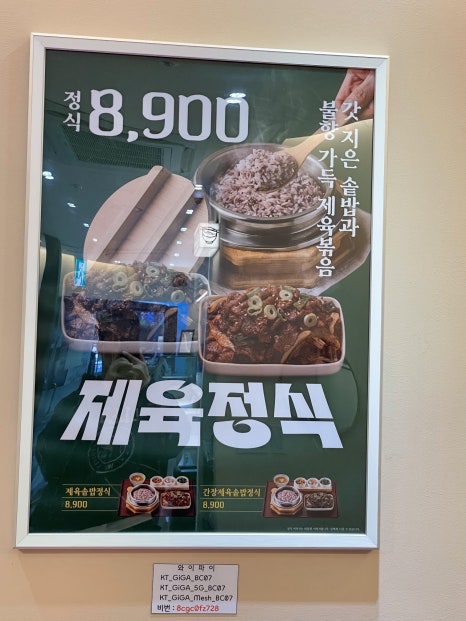 정식 8,900
갓 지은 솥밥과
불향 가득 제육볶음
제육정식
제육솥밥정식
8,900
간장제육솥밥정식
8,900
와이파이
KT_GiGA_8C07
KT_GiGA_5G_8C07
KT_GiGA_Mesh_8C07
비번 : 8cgc0fz728